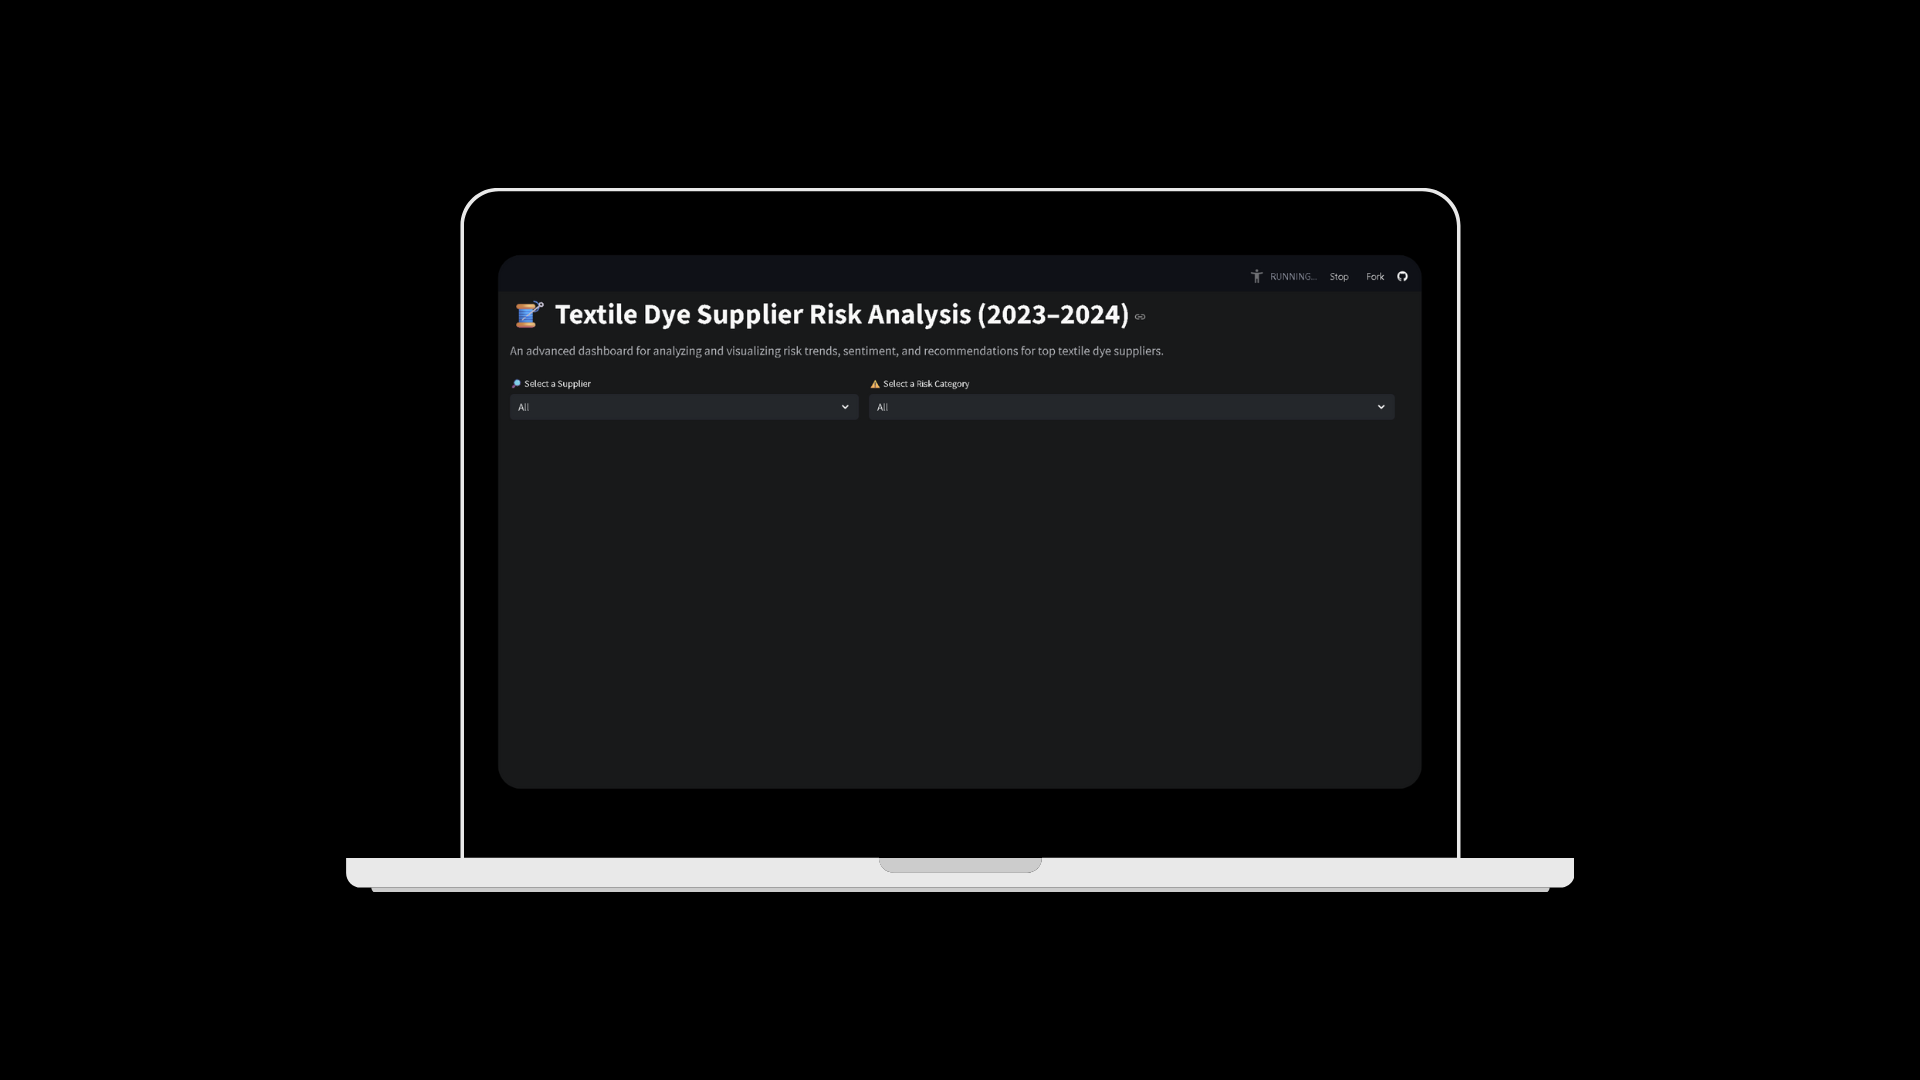 RUNNING... Stop Fork
Textile Dye Supplier Risk Analysis (2023–2024)
An advanced dashboard for analyzing and visualizing risk trends, sentiment, and recommendations for top textile dye suppliers.
Select a Supplier
Select a Risk Category
All
All